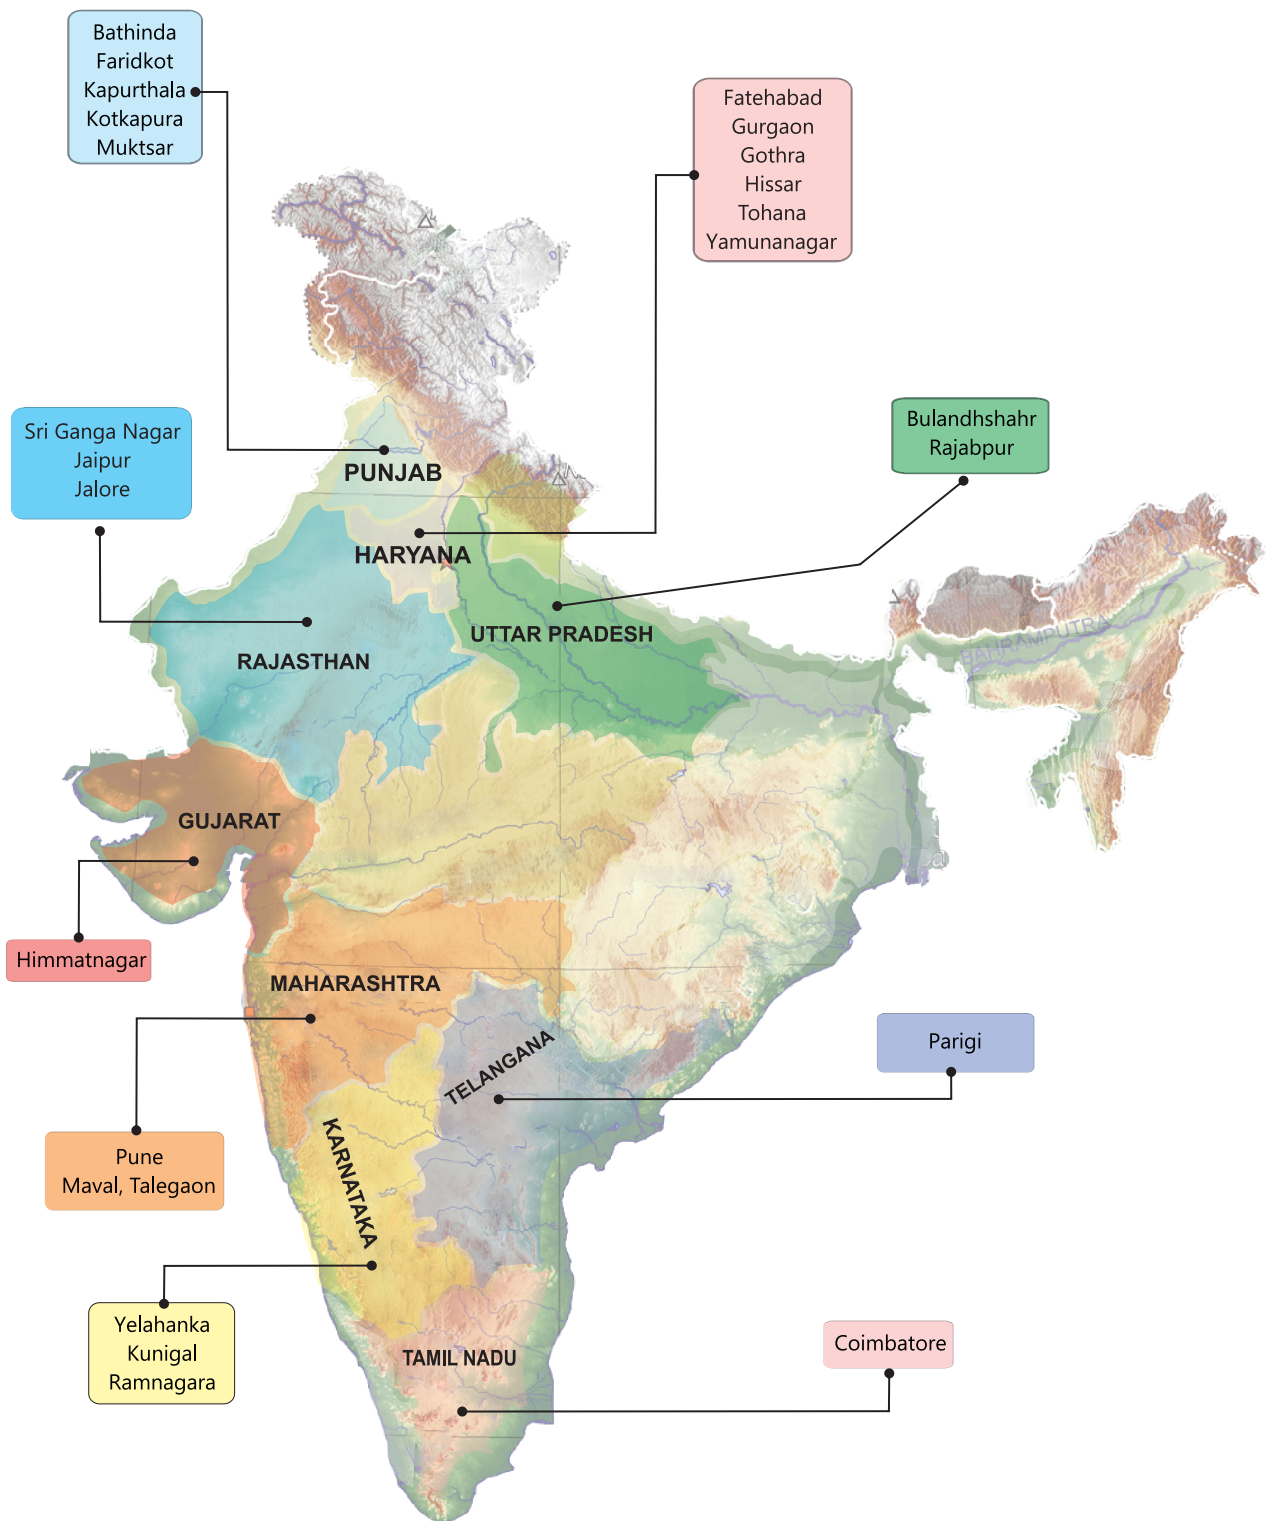 Bathinda
Faridkot
Kapurthala
Kotkapura
Muktsar
Fatehabad
Gurgaon
Gothra
Hissar
Tohana
Yamunanagar
Sri Ganga Nagar
Jaipur
Jalore
Bulandhshahr
Rajabpur
PUNJAB
HARYANA
UTTAR PRADESH
RAJASTHAN
BAHRAMPUTRA
GUJARAT
Himmatnagar
MAHARASHTRA
TELANGANA
Parigi
Pune
Maval, Talegaon
KARNATAKA
Yelahanka
Kunigal
Ramnagara
TAMIL NADU
Coimbatore